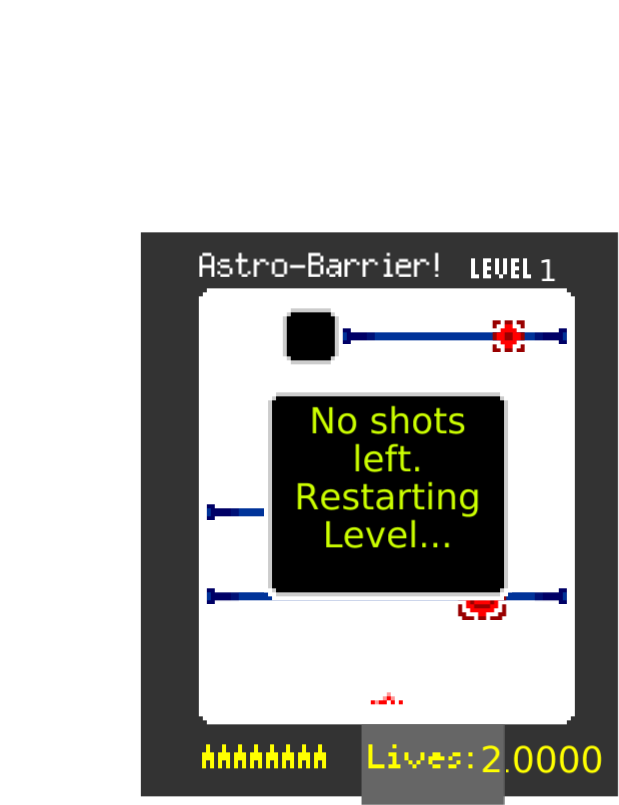 Astro-Barrier! LEVEL 1
No shots
left.
Restarting
Level...
Lives:2.0000